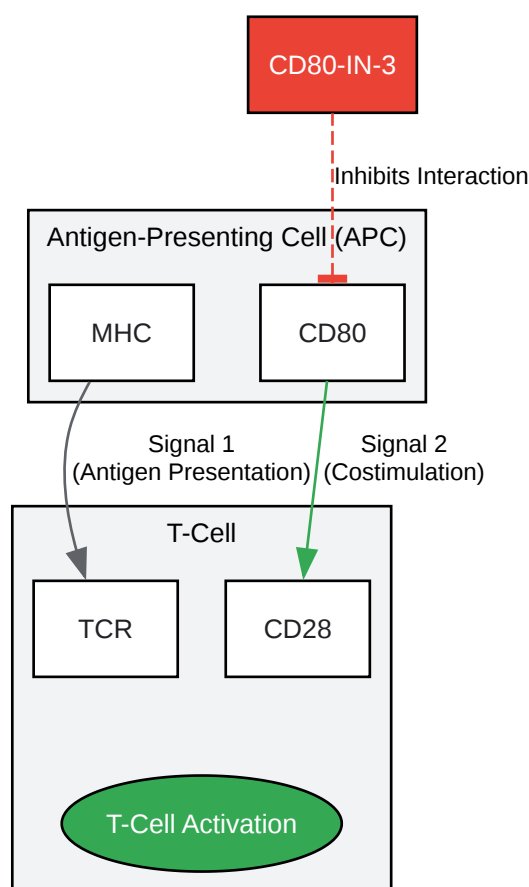 CD80-IN-3
Inhibits Interaction
Antigen-Presenting Cell (APC)
MHC
CD80
Signal 1
(Antigen Presentation)
Signal 2
(Costimulation)
T-Cell
TCR
CD28
T-Cell Activation